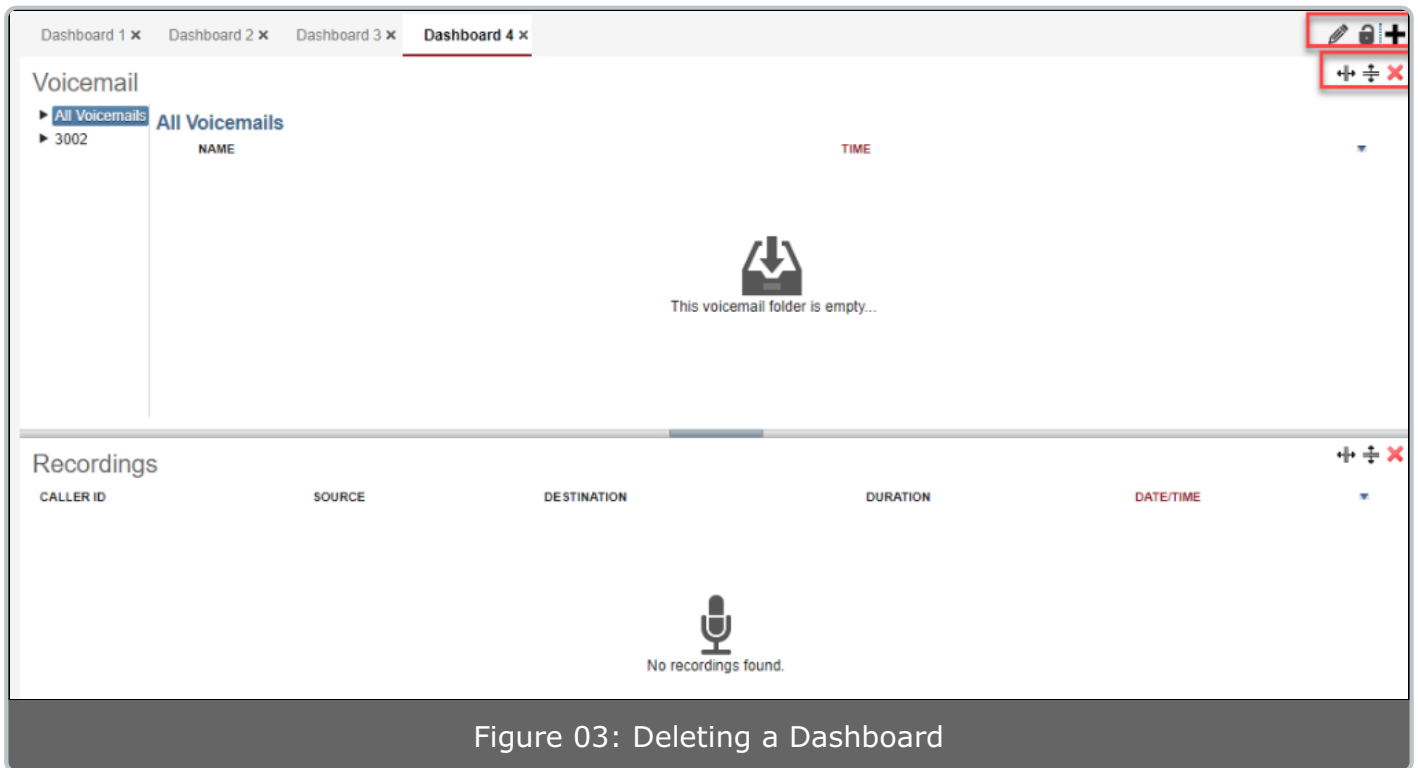 Dashboard 1 Dashboard 2 Dashboard 3 Dashboard 4
Voicemail
All Voicemails
3002
All Voicemails
NAME TIME
This voicemail folder is empty...
Recordings
CALLER ID SOURCE DESTINATION DURATION DATE/TIME
No recordings found.
Figure 03: Deleting a Dashboard